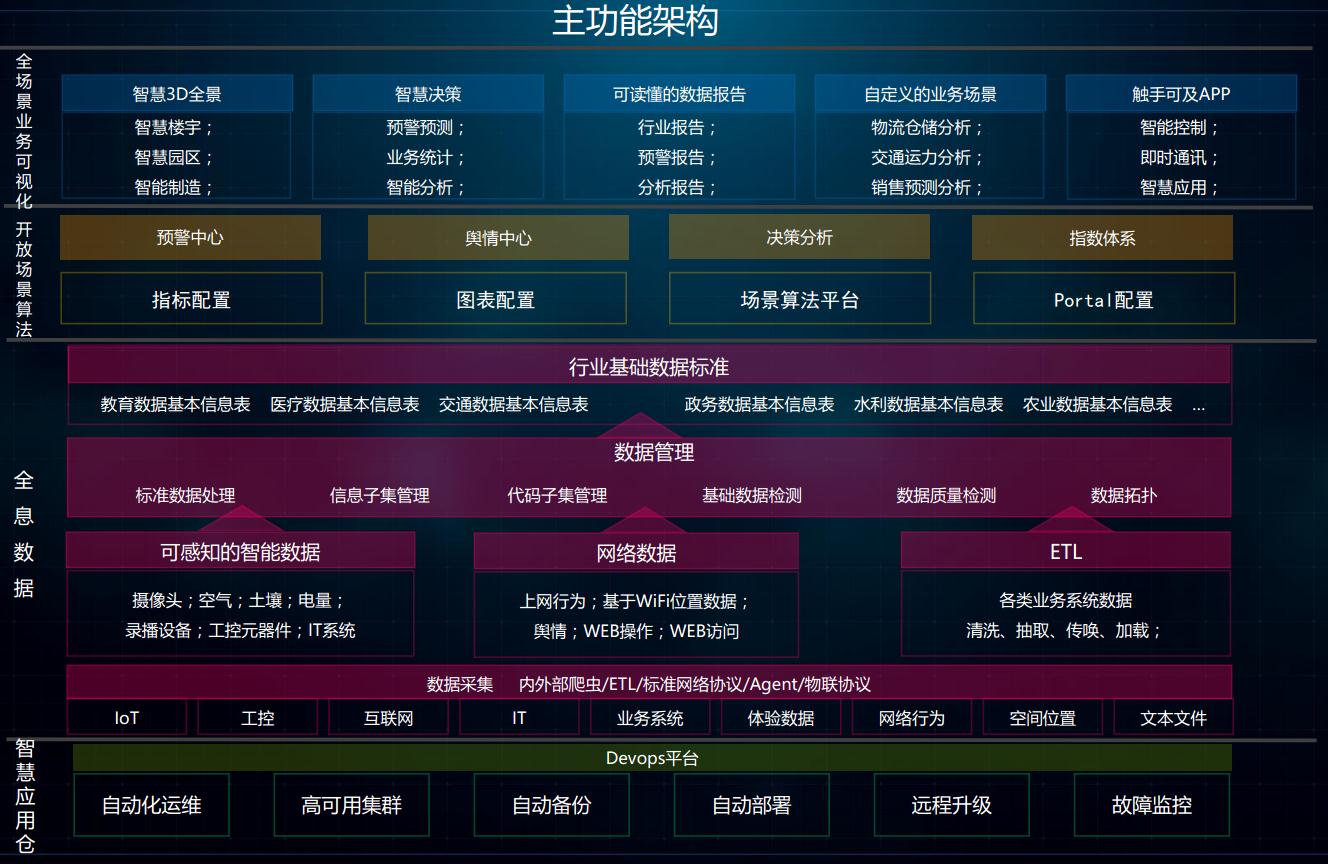 主功能架构
全场景业务可视化
智慧3D全景
智慧楼宇；
智慧园区；
智能制造；
智慧决策
预警预测；
业务统计；
智能分析；
可读懂的数据报告
行业报告；
预警报告；
分析报告；
自定义的业务场景
物流仓储分析；
交通运力分析；
销售预测分析；
触手可及APP
智能控制；
即时通讯；
智慧应用；
开放场景算法
预警中心
舆情中心
决策分析
指数体系
指标配置
图表配置
场景算法平台
Portal配置
全息数据
行业基础数据标准
教育数据基本信息表 医疗数据基本信息表 交通数据基本信息表 政务数据基本信息表 水利数据基本信息表 农业数据基本信息表 ...
数据管理
标准数据处理 信息子集管理 代码子集管理 基础数据检测 数据质量检测 数据拓扑
可感知的智能数据
摄像头；空气；土壤；电量；
录播设备；工控元器件；IT系统
网络数据
上网行为；基于WiFi位置数据；
舆情；WEB操作；WEB访问
ETL
各类业务系统数据
清洗、抽取、传唤、加载；
数据采集 内外部爬虫/ETL/标准网络协议/Agent/物联协议
IoT
工控
互联网
IT
业务系统
体验数据
网络行为
空间位置
文本文件
智慧应用仓
Devops平台
自动化运维
高可用集群
自动备份
自动部署
远程升级
故障监控